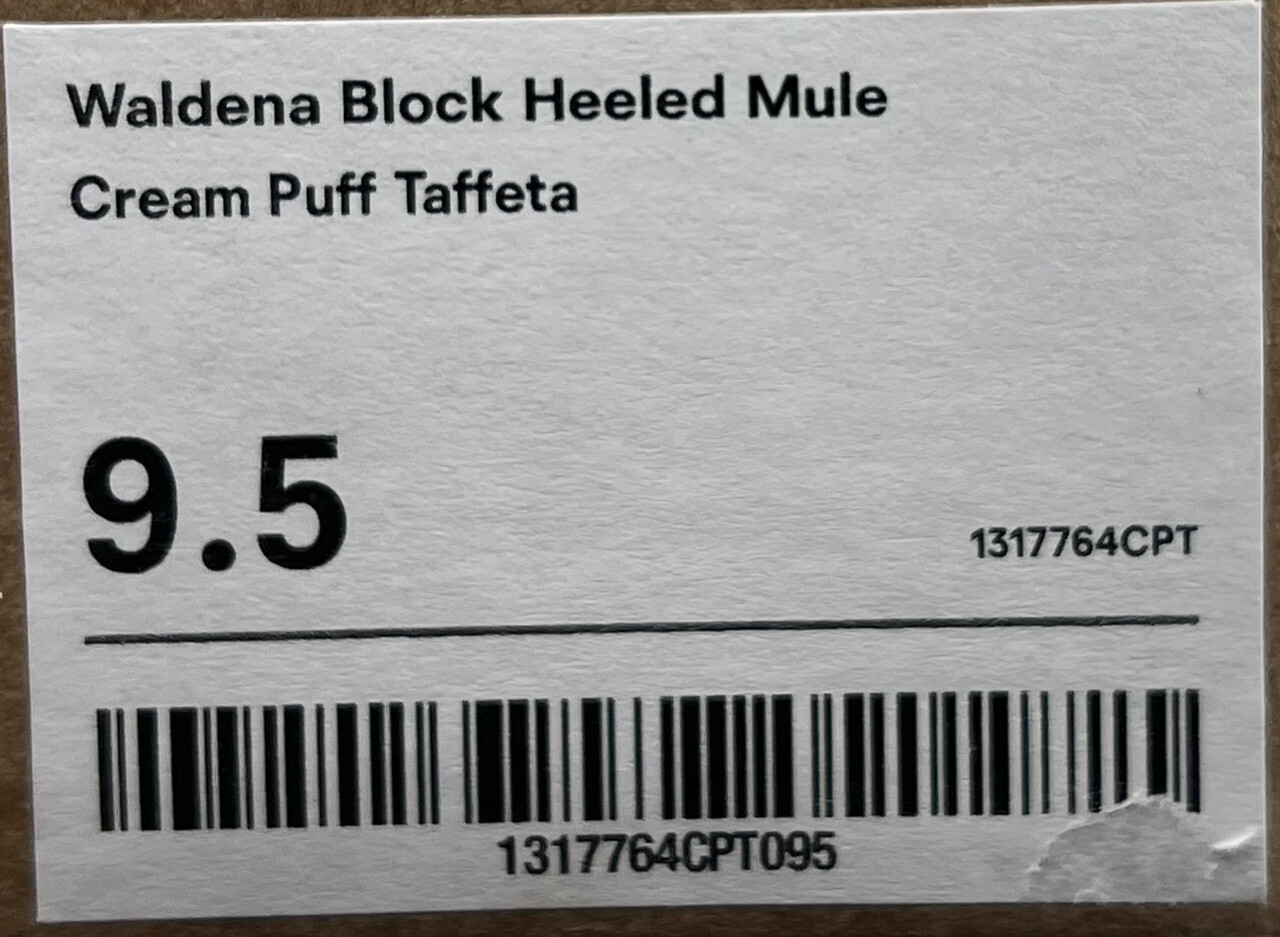 Waldena Block Heeled Mule
Cream Puff Taffeta
9.5
1317764CPT
1317764CPT095